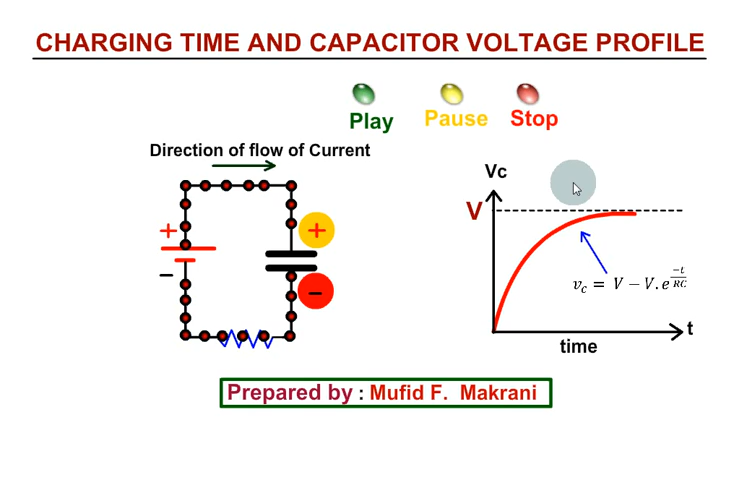 CHARGING TIME AND CAPACITOR VOLTAGE PROFILE
Play Pause Stop
Direction of flow of Current
Vc
V
+
+
−
−
v_c = V − V.e^{−t/RC}
t
time
Prepared by : Mufid F. Makrani